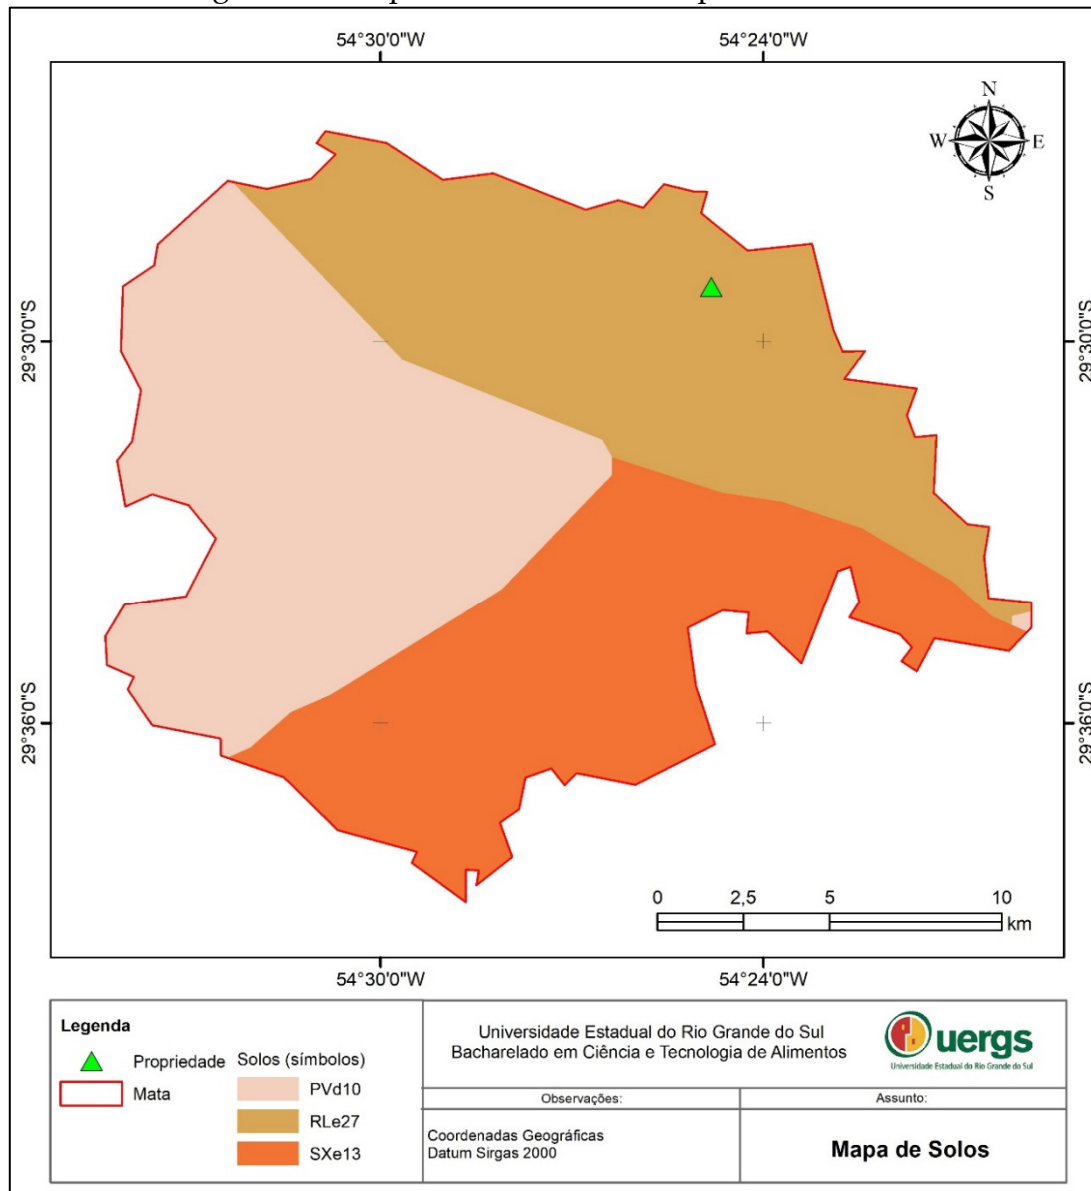 54°30'0"W
54°24'0"W
N
W
E
S
29°30'0"S
29°30'0"S
29°36'0"S
29°36'0"S
0
2,5
5
10
km
54°30'0"W
54°24'0"W
Legenda
Propriedade
Mata
Solos (símbolos)
PVd10
RLe27
SXe13
Universidade Estadual do Rio Grande do Sul
Bacharelado em Ciência e Tecnologia de Alimentos
uergs
Universidade Estadual do Rio Grande do Sul
Observações:
Assunto:
Coordenadas Geográficas
Datum Sirgas 2000
Mapa de Solos